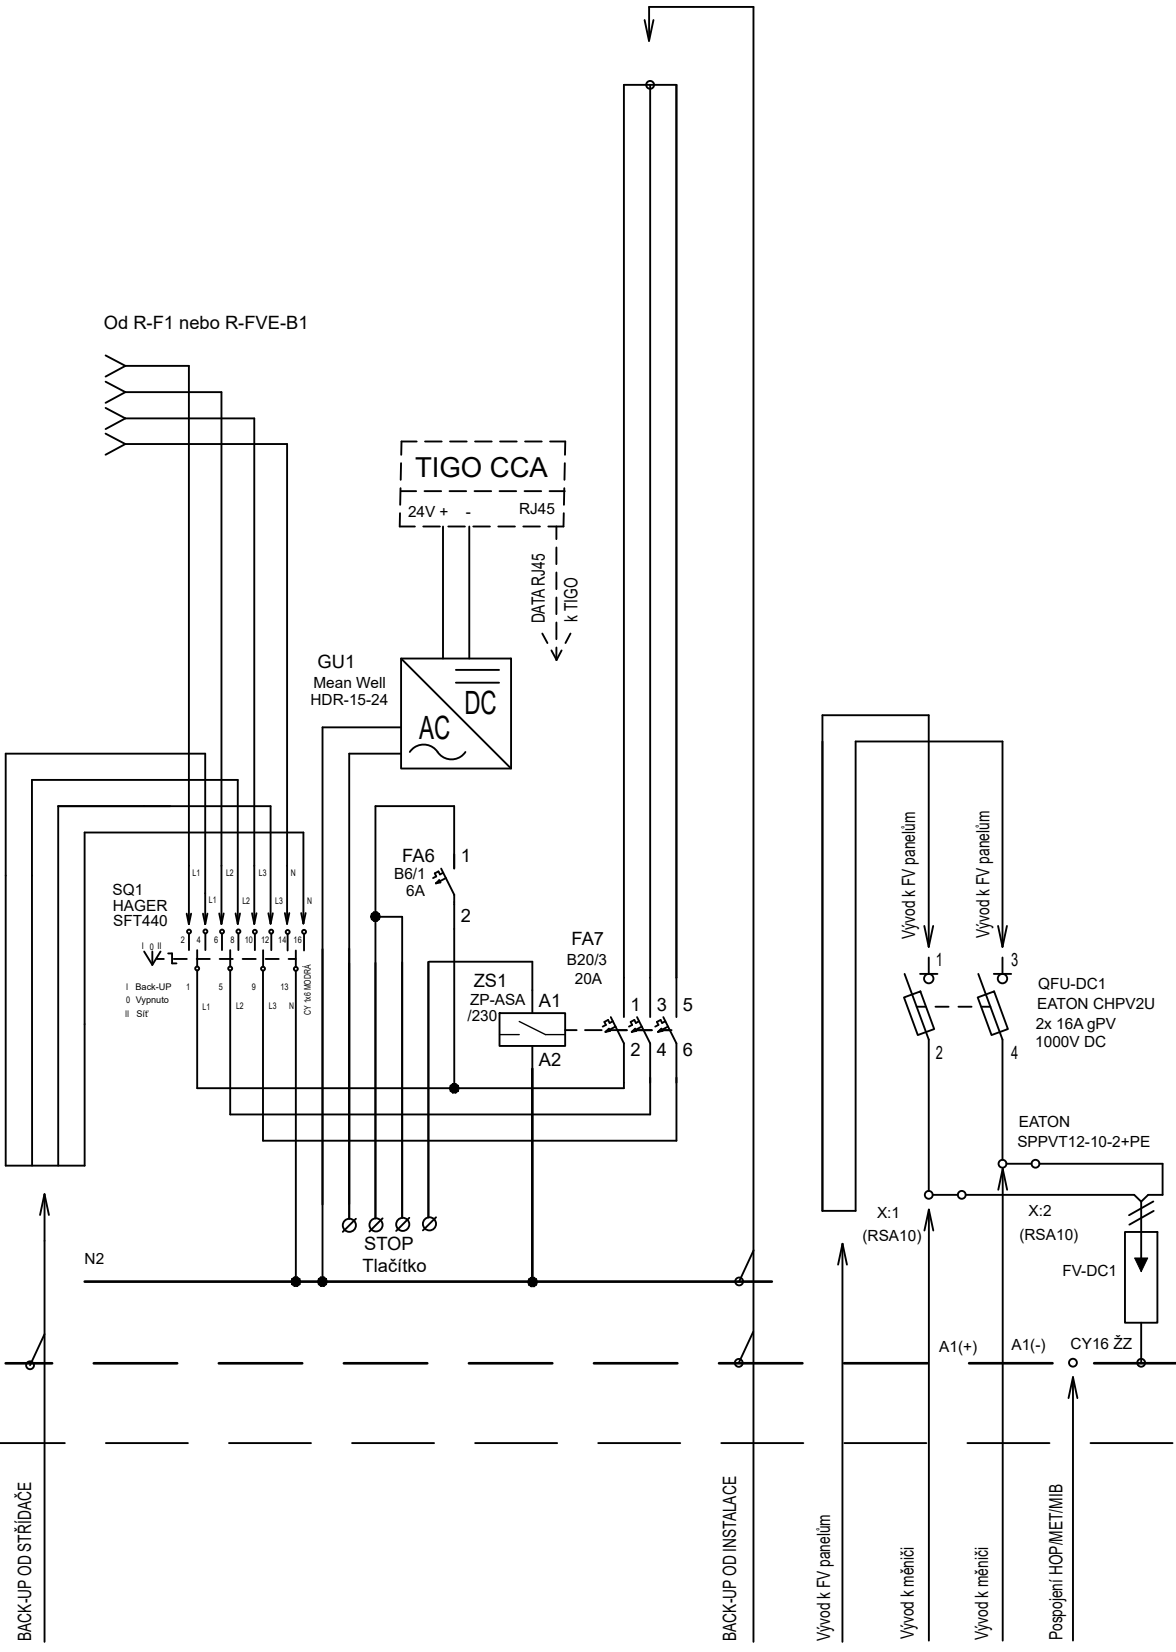 Od R-F1 nebo R-FVE-B1
TIGO CCA
24V + - RJ45
DATA RJ45
k TIGO
GU1
Mean Well
HDR-15-24
DC
AC
FA6
B6/1
6A
1
2
SQ1
HAGER
SFT440
L1 L2 L3 N
L1 L2 L3 N
2 4 6 8 10 12 14 16
I 0 II
I Back-UP
0 Vypnuto
II Síť
1 5 9 13
L1 L2 L3 N
CY 1x6 MODRÁ
FA7
B20/3
20A
1 3 5
2 4 6
ZS1
ZP-ASA
/230
A1
A2
STOP
Tlačítko
N2
Vývod k FV panelům
Vývod k FV panelům
1 3
2 4
QFU-DC1
EATON CHPV2U
2x 16A gPV
1000V DC
EATON
SPPVT12-10-2+PE
X:1
(RSA10)
X:2
(RSA10)
FV-DC1
A1(+)
A1(-)
CY16 ŽZ
BACK-UP OD STŘÍDAČE
BACK-UP OD INSTALACE
Vývod k FV panelům
Vývod k měniči
Vývod k měniči
Pospojení HOP/MET/MIB